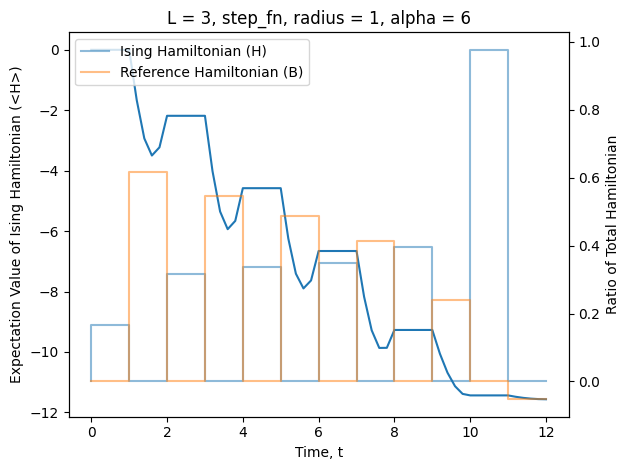 L = 3, step_fn, radius = 1, alpha = 6
Ising Hamiltonian (H)
Reference Hamiltonian (B)
Expectation Value of Ising Hamiltonian (<H>)
0
−2
−4
−6
−8
−10
−12
1.0
0.8
0.6
0.4
0.2
0.0
Ratio of Total Hamiltonian
0 2 4 6 8 10 12
Time, t